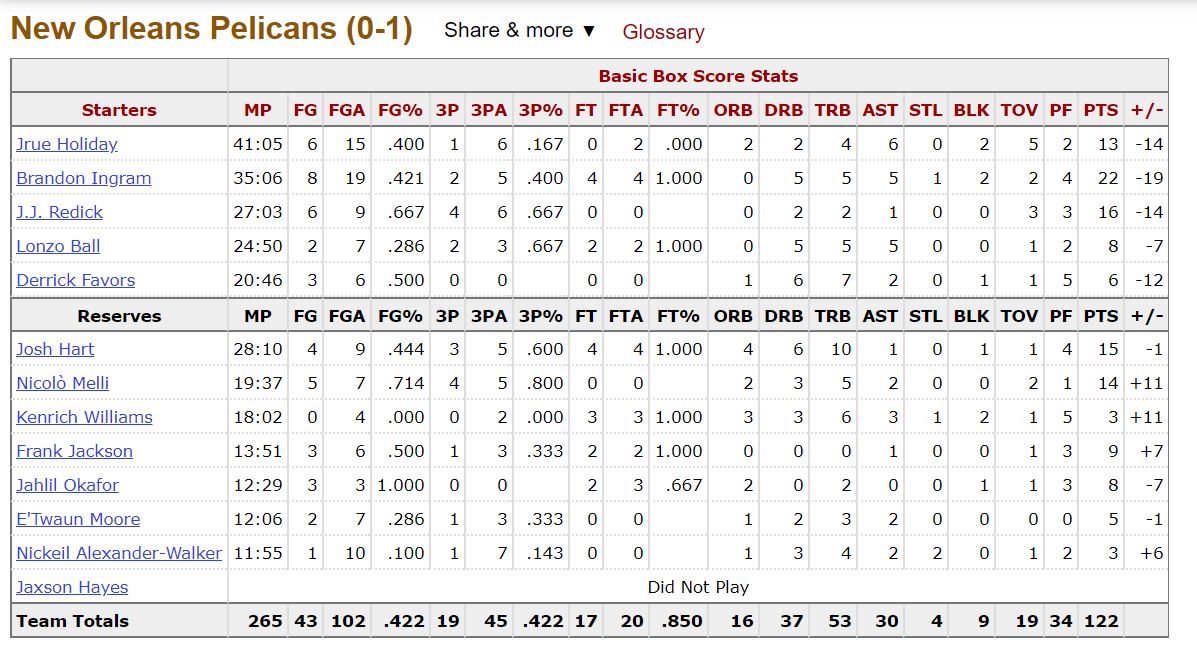 New Orleans Pelicans (0-1) Share & more ▼ Glossary
Basic Box Score Stats
Starters MP FG FGA FG% 3P 3PA 3P% FT FTA FT% ORB DRB TRB AST STL BLK TOV PF PTS +/-
Jrue Holiday 41:05 6 15 .400 1 6 .167 0 2 .000 2 2 4 6 0 2 5 2 13 -14
Brandon Ingram 35:06 8 19 .421 2 5 .400 4 4 1.000 0 5 5 5 1 2 2 4 22 -19
J.J. Redick 27:03 6 9 .667 4 6 .667 0 0 0 2 2 1 0 0 3 3 16 -14
Lonzo Ball 24:50 2 7 .286 2 3 .667 2 2 1.000 0 5 5 5 0 0 1 2 8 -7
Derrick Favors 20:46 3 6 .500 0 0 0 0 1 6 7 2 0 1 1 5 6 -12
Reserves MP FG FGA FG% 3P 3PA 3P% FT FTA FT% ORB DRB TRB AST STL BLK TOV PF PTS +/-
Josh Hart 28:10 4 9 .444 3 5 .600 4 4 1.000 4 6 10 1 0 1 1 4 15 -1
Nicolò Melli 19:37 5 7 .714 4 5 .800 0 0 2 3 5 2 0 0 2 1 14 +11
Kenrich Williams 18:02 0 4 .000 0 2 .000 3 3 1.000 3 3 6 3 1 2 1 5 3 +11
Frank Jackson 13:51 3 6 .500 1 3 .333 2 2 1.000 0 0 0 1 0 0 1 3 9 +7
Jahlil Okafor 12:29 3 3 1.000 0 0 2 3 .667 2 0 2 0 0 1 1 3 8 -7
E'Twaun Moore 12:06 2 7 .286 1 3 .333 0 0 1 2 3 2 0 0 0 0 5 -1
Nickeil Alexander-Walker 11:55 1 10 .100 1 7 .143 0 0 1 3 4 2 2 0 1 2 3 +6
Jaxson Hayes Did Not Play
Team Totals 265 43 102 .422 19 45 .422 17 20 .850 16 37 53 30 4 9 19 34 122